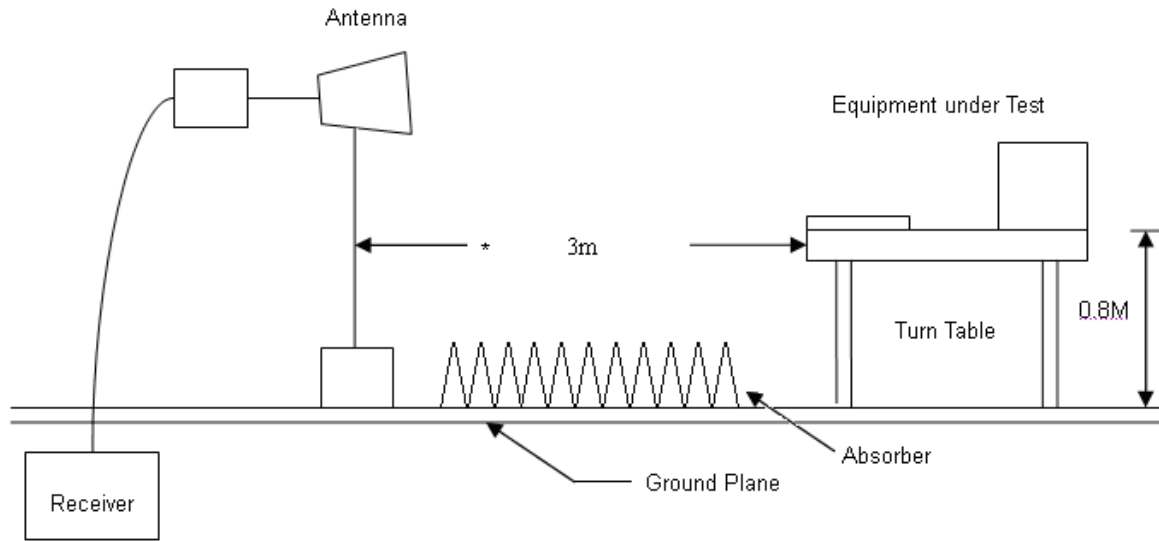 Antenna
Equipment under Test
* 3m
0.8M
Turn Table
Absorber
Ground Plane
Receiver